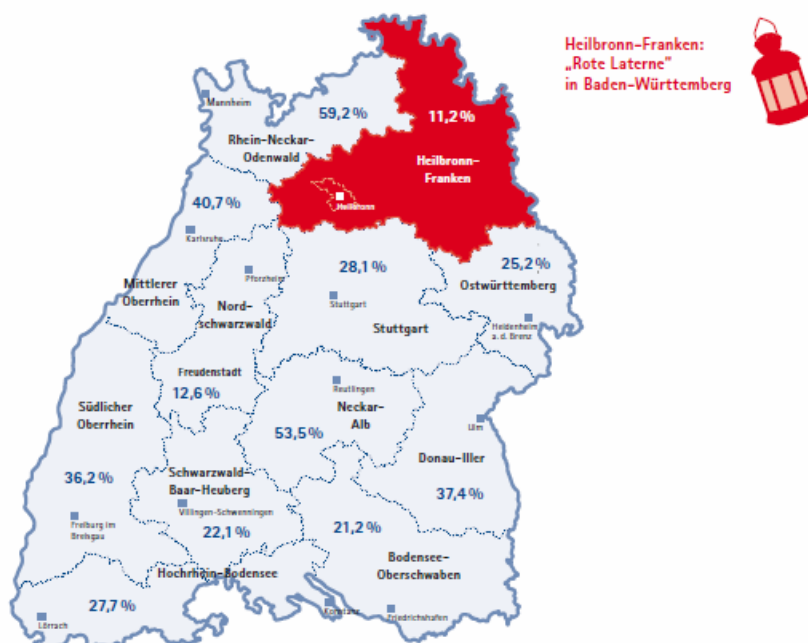 Heilbronn-Franken:
„Rote Laterne"
in Baden-Württemberg
Mannheim
59,2 %
Rhein-Neckar-
Odenwald
11,2 %
Heilbronn-
Franken
Heilbronn
40,7 %
Karlsruhe
Mittlerer
Oberrhein
Pforzheim
Nord-
schwarzwald
28,1 %
Stuttgart
Stuttgart
25,2 %
Ostwürttemberg
Heidenheim
a. d. Brenz
Freudenstadt
12,6 %
Südlicher
Oberrhein
36,2 %
Freiburg im
Breisgau
Reutlingen
Neckar-
Alb
53,5 %
Ulm
Donau-Iller
37,4 %
Schwarzwald-
Baar-Heuberg
Villingen-Schwenningen
22,1 %
21,2 %
Bodensee-
Oberschwaben
Hochrhein-Bodensee
27,7 %
Lörrach
Konstanz
Friedrichshafen